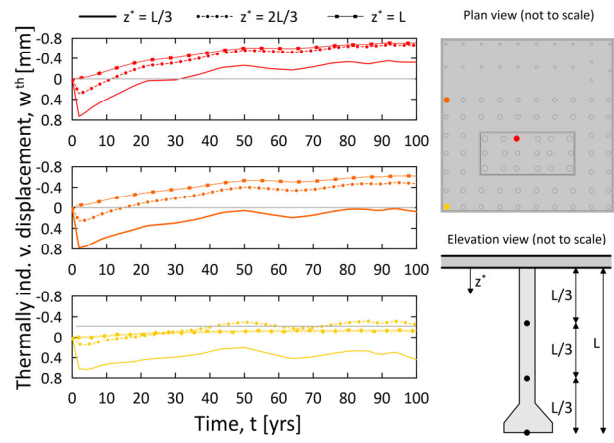 z* = L/3 z* = 2L/3 z* = L
Thermally ind. v. displacement, wᵗʰ [mm]
-0.8
-0.4
0
0.4
0.8
0 10 20 30 40 50 60 70 80 90 100
-0.8
-0.4
0
0.4
0.8
0 10 20 30 40 50 60 70 80 90 100
-0.8
-0.4
0
0.4
0.8
0 10 20 30 40 50 60 70 80 90 100
Time, t [yrs]
Plan view (not to scale)
Elevation view (not to scale)
z*
L/3
L/3
L/3
L